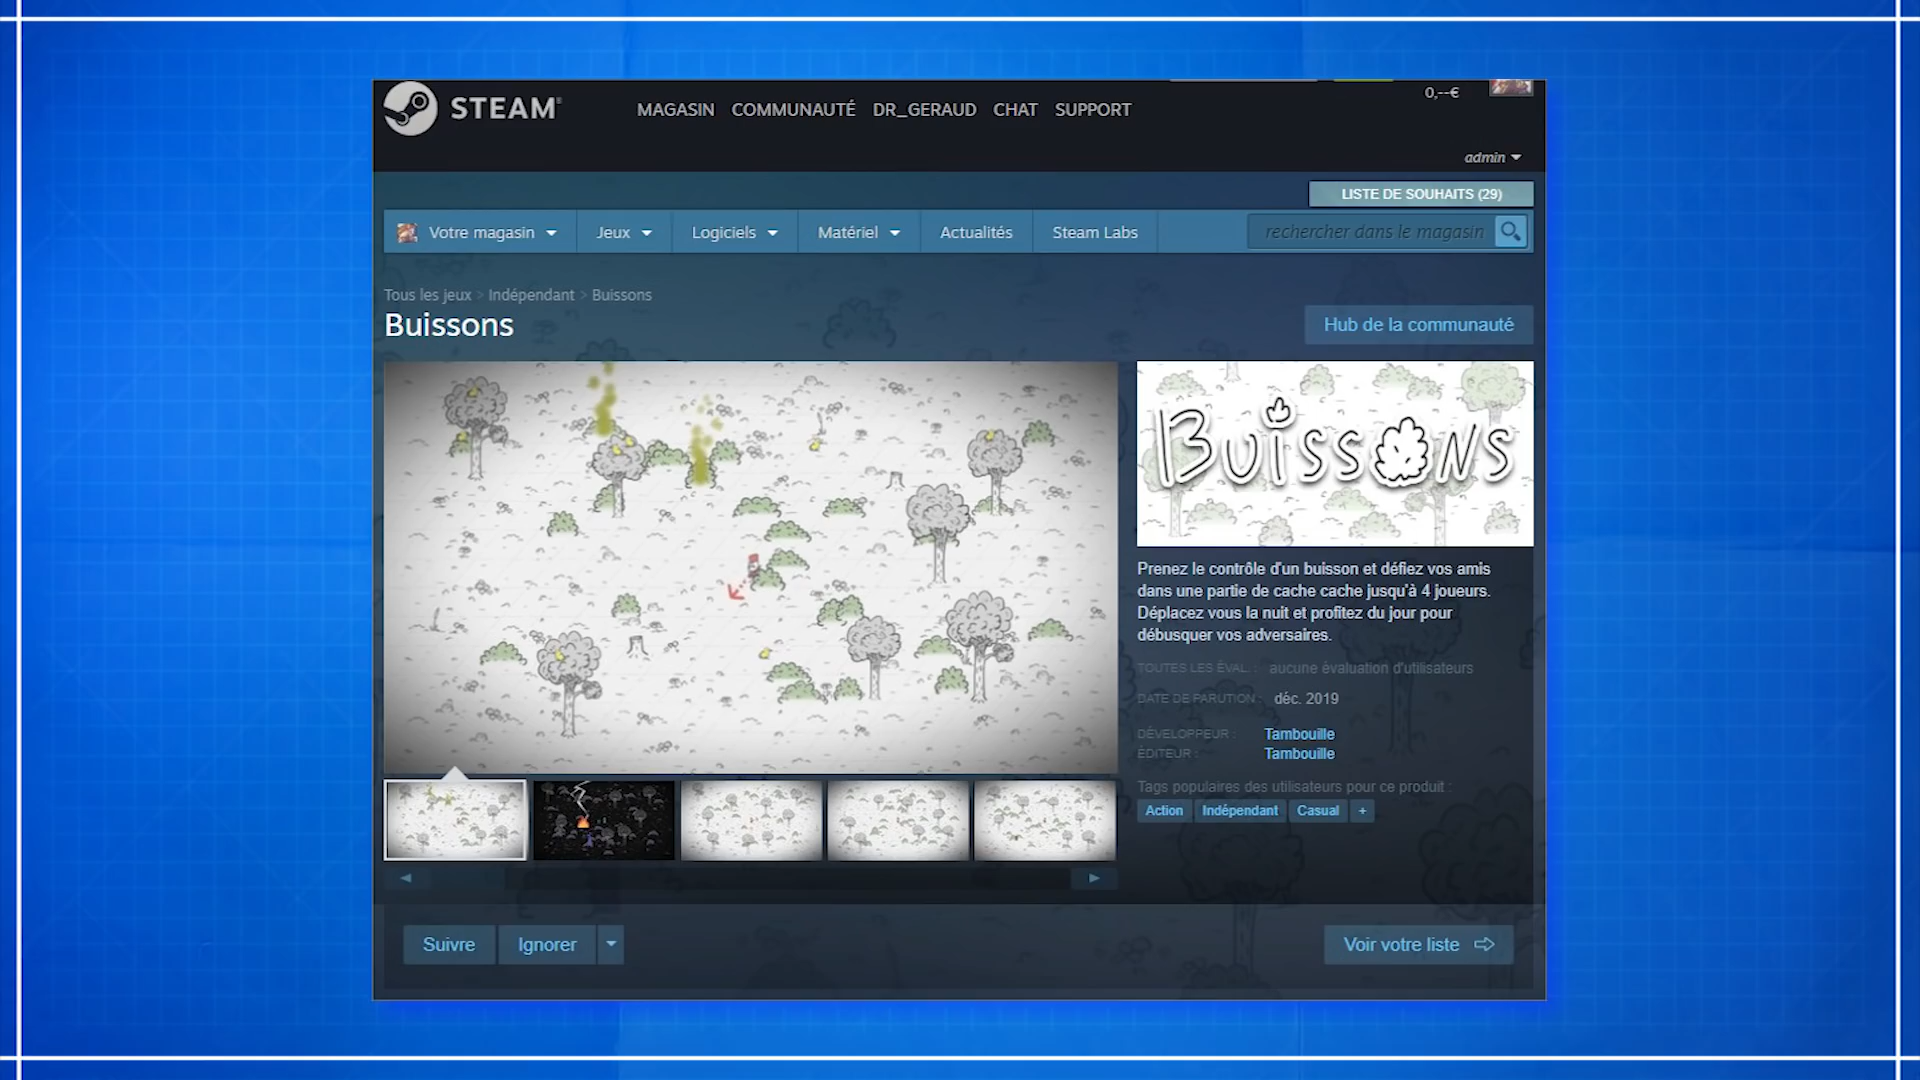 STEAM®
MAGASIN COMMUNAUTÉ DR_GERAUD CHAT SUPPORT
0,--€
admin
LISTE DE SOUHAITS (29)
Votre magasin Jeux Logiciels Matériel Actualités Steam Labs
rechercher dans le magasin
Tous les jeux > Indépendant > Buissons
Buissons
Hub de la communauté
BUISSONS
Prenez le contrôle d'un buisson et défiez vos amis
dans une partie de cache cache jusqu'à 4 joueurs.
Déplacez vous la nuit et profitez du jour pour
débusquer vos adversaires.
TOUTES LES ÉVAL. : aucune évaluation d'utilisateurs
DATE DE PARUTION : déc. 2019
DÉVELOPPEUR : Tambouille
ÉDITEUR : Tambouille
Tags populaires des utilisateurs pour ce produit :
Action Indépendant Casual +
Suivre Ignorer
Voir votre liste